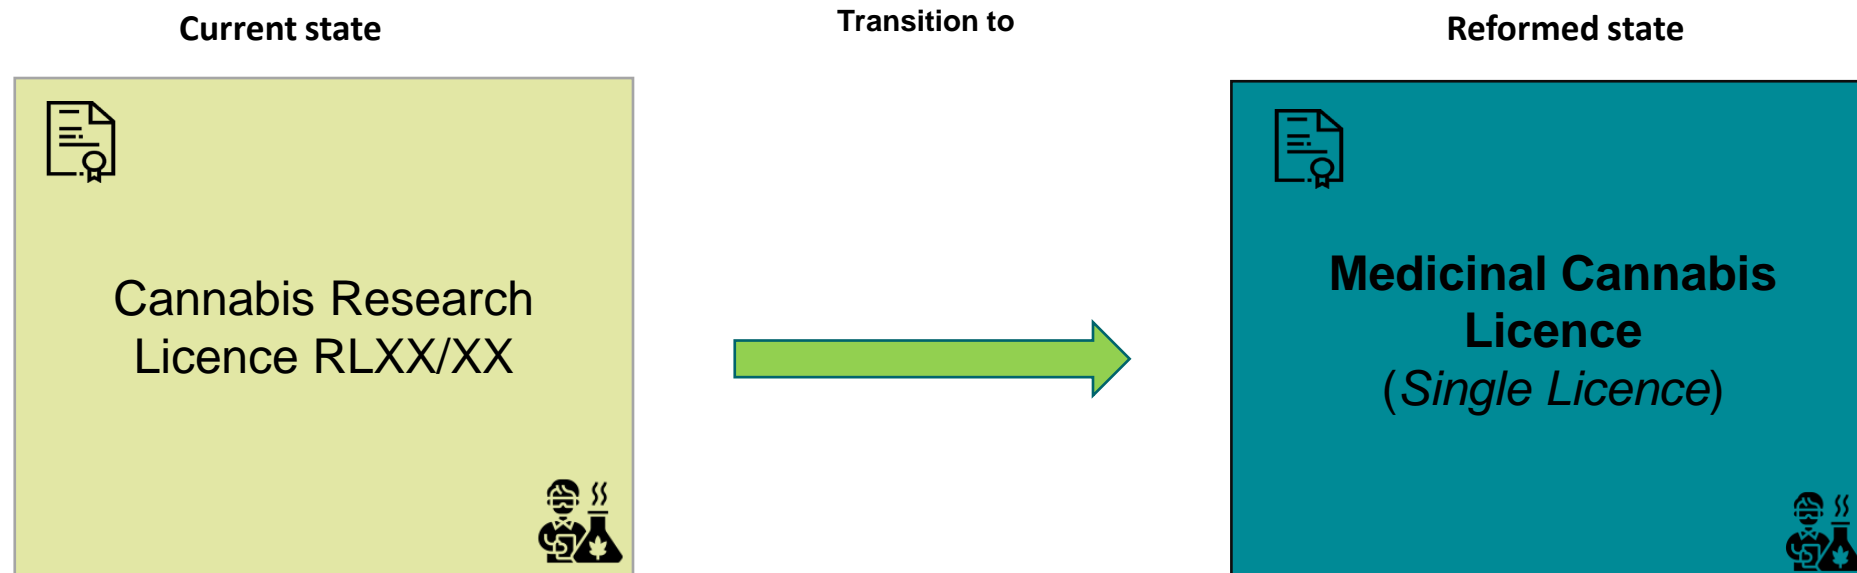 Current state
Transition to
Reformed state
Cannabis Research
Licence RLXX/XX
Medicinal Cannabis
Licence
(Single Licence)